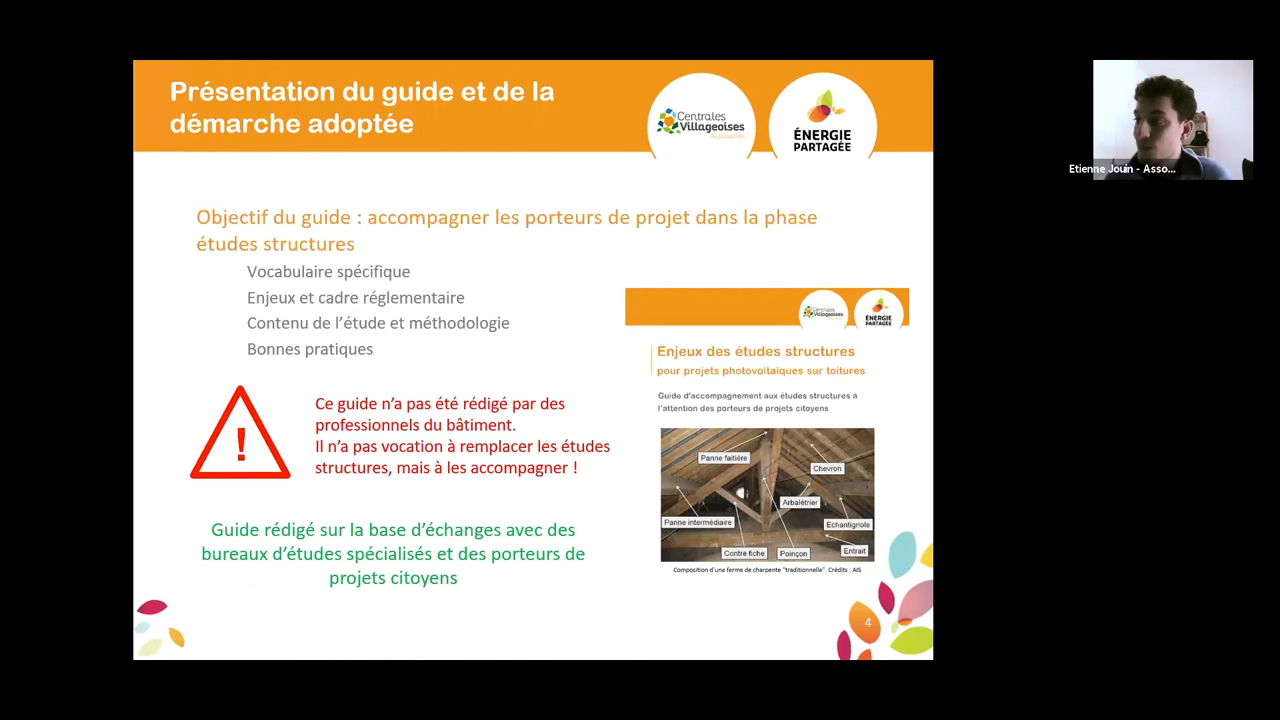 Présentation du guide et de la
démarche adoptée
Centrales
Villageoises
Association
ÉNERGIE
PARTAGÉE
Etienne Jouin - Asso...
Objectif du guide : accompagner les porteurs de projet dans la phase
études structures
Vocabulaire spécifique
Enjeux et cadre réglementaire
Contenu de l'étude et méthodologie
Bonnes pratiques
Ce guide n'a pas été rédigé par des
professionnels du bâtiment.
Il n'a pas vocation à remplacer les études
structures, mais à les accompagner !
!
Guide rédigé sur la base d'échanges avec des
bureaux d'études spécialisés et des porteurs de
projets citoyens
Centrales
Villageoises
ÉNERGIE
PARTAGÉE
Enjeux des études structures
pour projets photovoltaïques sur toitures
Guide d'accompagnement aux études structures à
l'attention des porteurs de projets citoyens
Panne faitière
Chevron
Arbalétrier
Panne intermédiaire
Echantignole
Contre fiche
Poinçon
Entrait
Composition d'une ferme de charpente "traditionnelle". Crédits : AIS
4